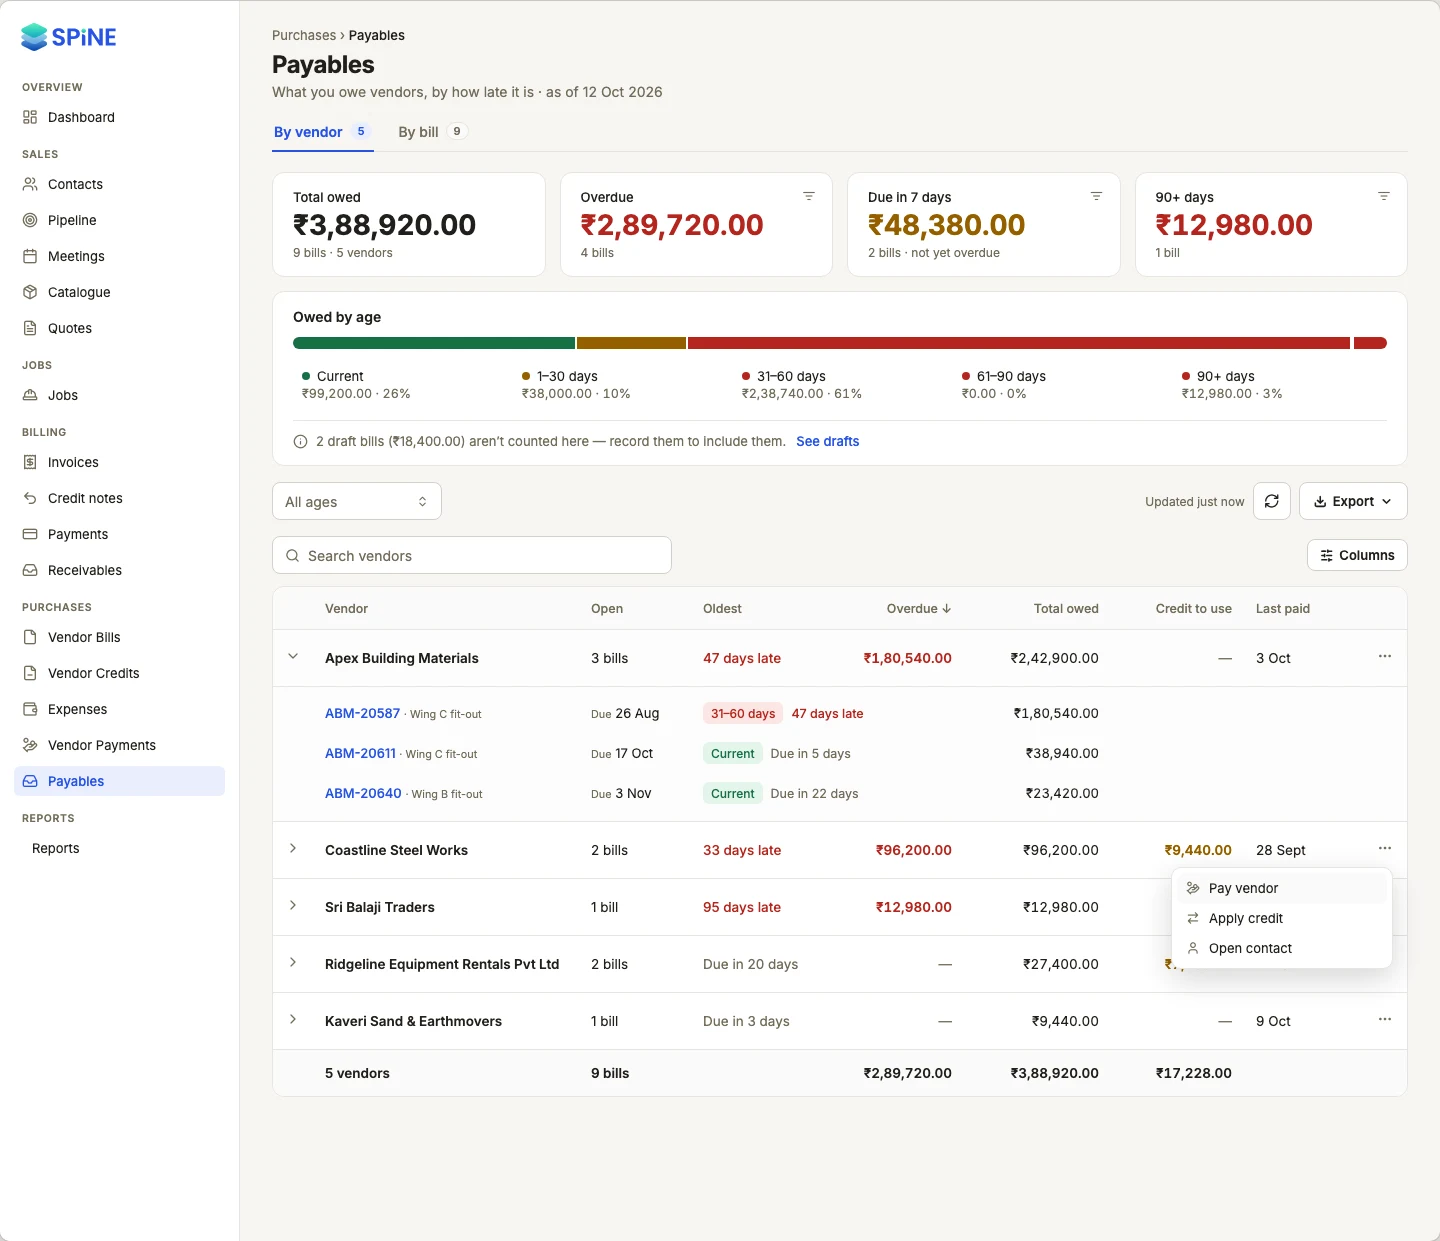 SPiNE
OVERVIEW
Dashboard
SALES
Contacts
Pipeline
Meetings
Catalogue
Quotes
JOBS
Jobs
BILLING
Invoices
Credit notes
Payments
Receivables
PURCHASES
Vendor Bills
Vendor Credits
Expenses
Vendor Payments
Payables
REPORTS
Reports
Purchases › Payables
Payables
What you owe vendors, by how late it is · as of 12 Oct 2026
By vendor 5 By bill 9
Total owed
₹3,88,920.00
9 bills · 5 vendors
Overdue
₹2,89,720.00
4 bills
Due in 7 days
₹48,380.00
2 bills · not yet overdue
90+ days
₹12,980.00
1 bill
Owed by age
Current
₹99,200.00 · 26%
1–30 days
₹38,000.00 · 10%
31–60 days
₹2,38,740.00 · 61%
61–90 days
₹0.00 · 0%
90+ days
₹12,980.00 · 3%
2 draft bills (₹18,400.00) aren’t counted here — record them to include them. See drafts
All ages
Updated just now Export
Search vendors
Columns
Vendor Open Oldest Overdue ↓ Total owed Credit to use Last paid
Apex Building Materials 3 bills 47 days late ₹1,80,540.00 ₹2,42,900.00 — 3 Oct
ABM-20587 · Wing C fit-out Due 26 Aug 31–60 days 47 days late ₹1,80,540.00
ABM-20611 · Wing C fit-out Due 17 Oct Current Due in 5 days ₹38,940.00
ABM-20640 · Wing B fit-out Due 3 Nov Current Due in 22 days ₹23,420.00
Coastline Steel Works 2 bills 33 days late ₹96,200.00 ₹96,200.00 ₹9,440.00 28 Sept
Pay vendor
Apply credit
Open contact
Sri Balaji Traders 1 bill 95 days late ₹12,980.00 ₹12,980.00
Ridgeline Equipment Rentals Pvt Ltd 2 bills Due in 20 days — ₹27,400.00
Kaveri Sand & Earthmovers 1 bill Due in 3 days — ₹9,440.00 — 9 Oct
5 vendors 9 bills ₹2,89,720.00 ₹3,88,920.00 ₹17,228.00